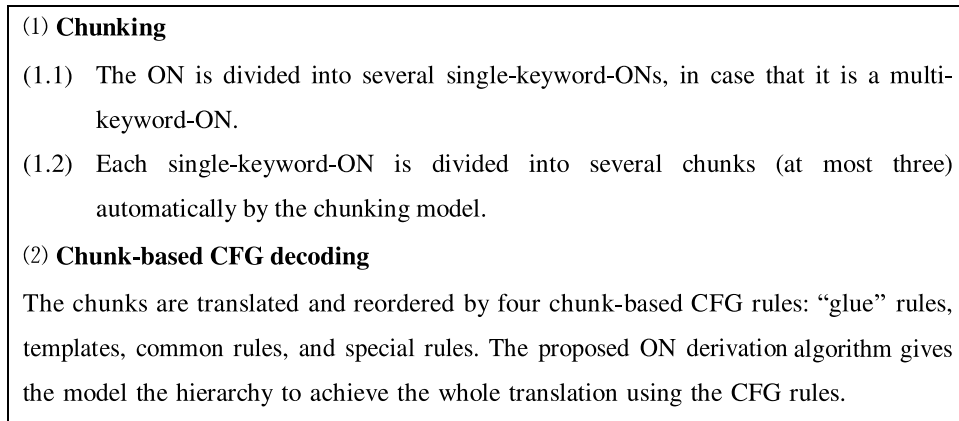 (1) Chunking
(1.1) The ON is divided into several single-keyword-ONs, in case that it is a multi-
keyword-ON.
(1.2) Each single-keyword-ON is divided into several chunks (at most three)
automatically by the chunking model.
(2) Chunk-based CFG decoding
The chunks are translated and reordered by four chunk-based CFG rules: “glue” rules,
templates, common rules, and special rules. The proposed ON derivation algorithm gives
the model the hierarchy to achieve the whole translation using the CFG rules.